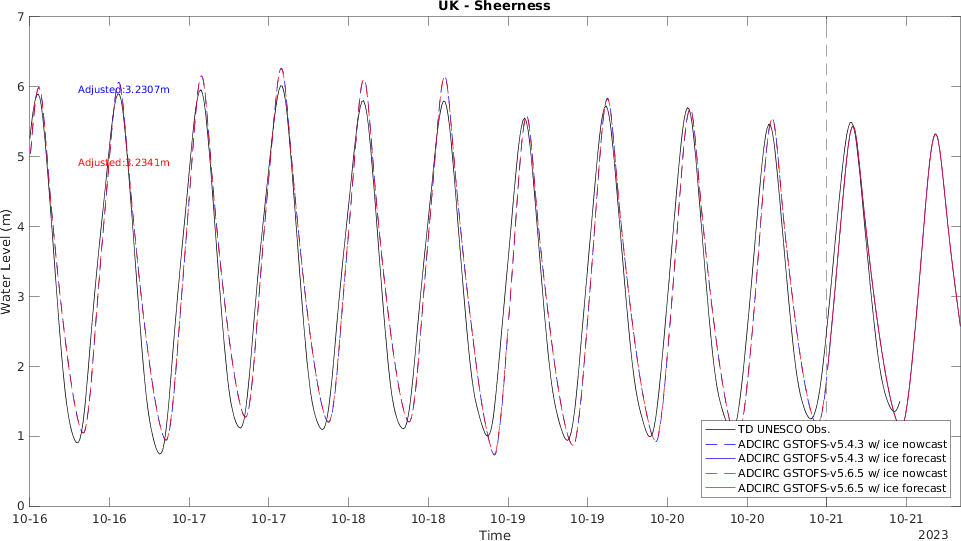 UK - Sheerness
7
6
5
4
3
2
1
0
Water Level (m)
Adjusted:3.2307m
Adjusted:3.2341m
TD UNESCO Obs.
ADCIRC GSTOFS-v5.4.3 w/ ice nowcast
ADCIRC GSTOFS-v5.4.3 w/ ice forecast
ADCIRC GSTOFS-v5.6.5 w/ ice nowcast
ADCIRC GSTOFS-v5.6.5 w/ ice forecast
10-16 10-16 10-17 10-17 10-18 10-18 10-19 10-19 10-20 10-20 10-21 10-21
Time
2023